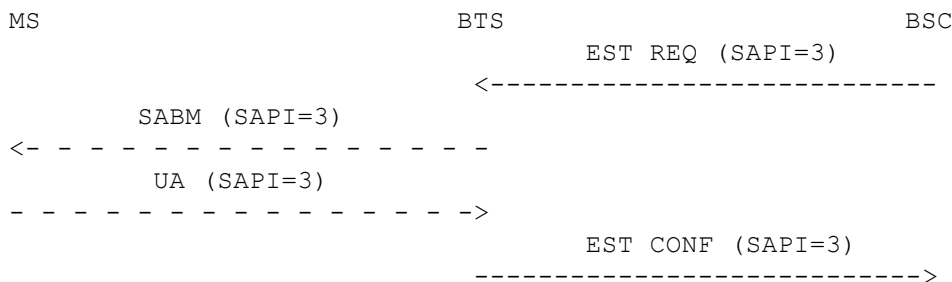 MS BTS BSC
EST REQ (SAPI=3)
<----------------------------
SABM (SAPI=3)
<- - - - - - - - - - - - - - -
UA (SAPI=3)
- - - - - - - - - - - - - - ->
EST CONF (SAPI=3)
---------------------------->